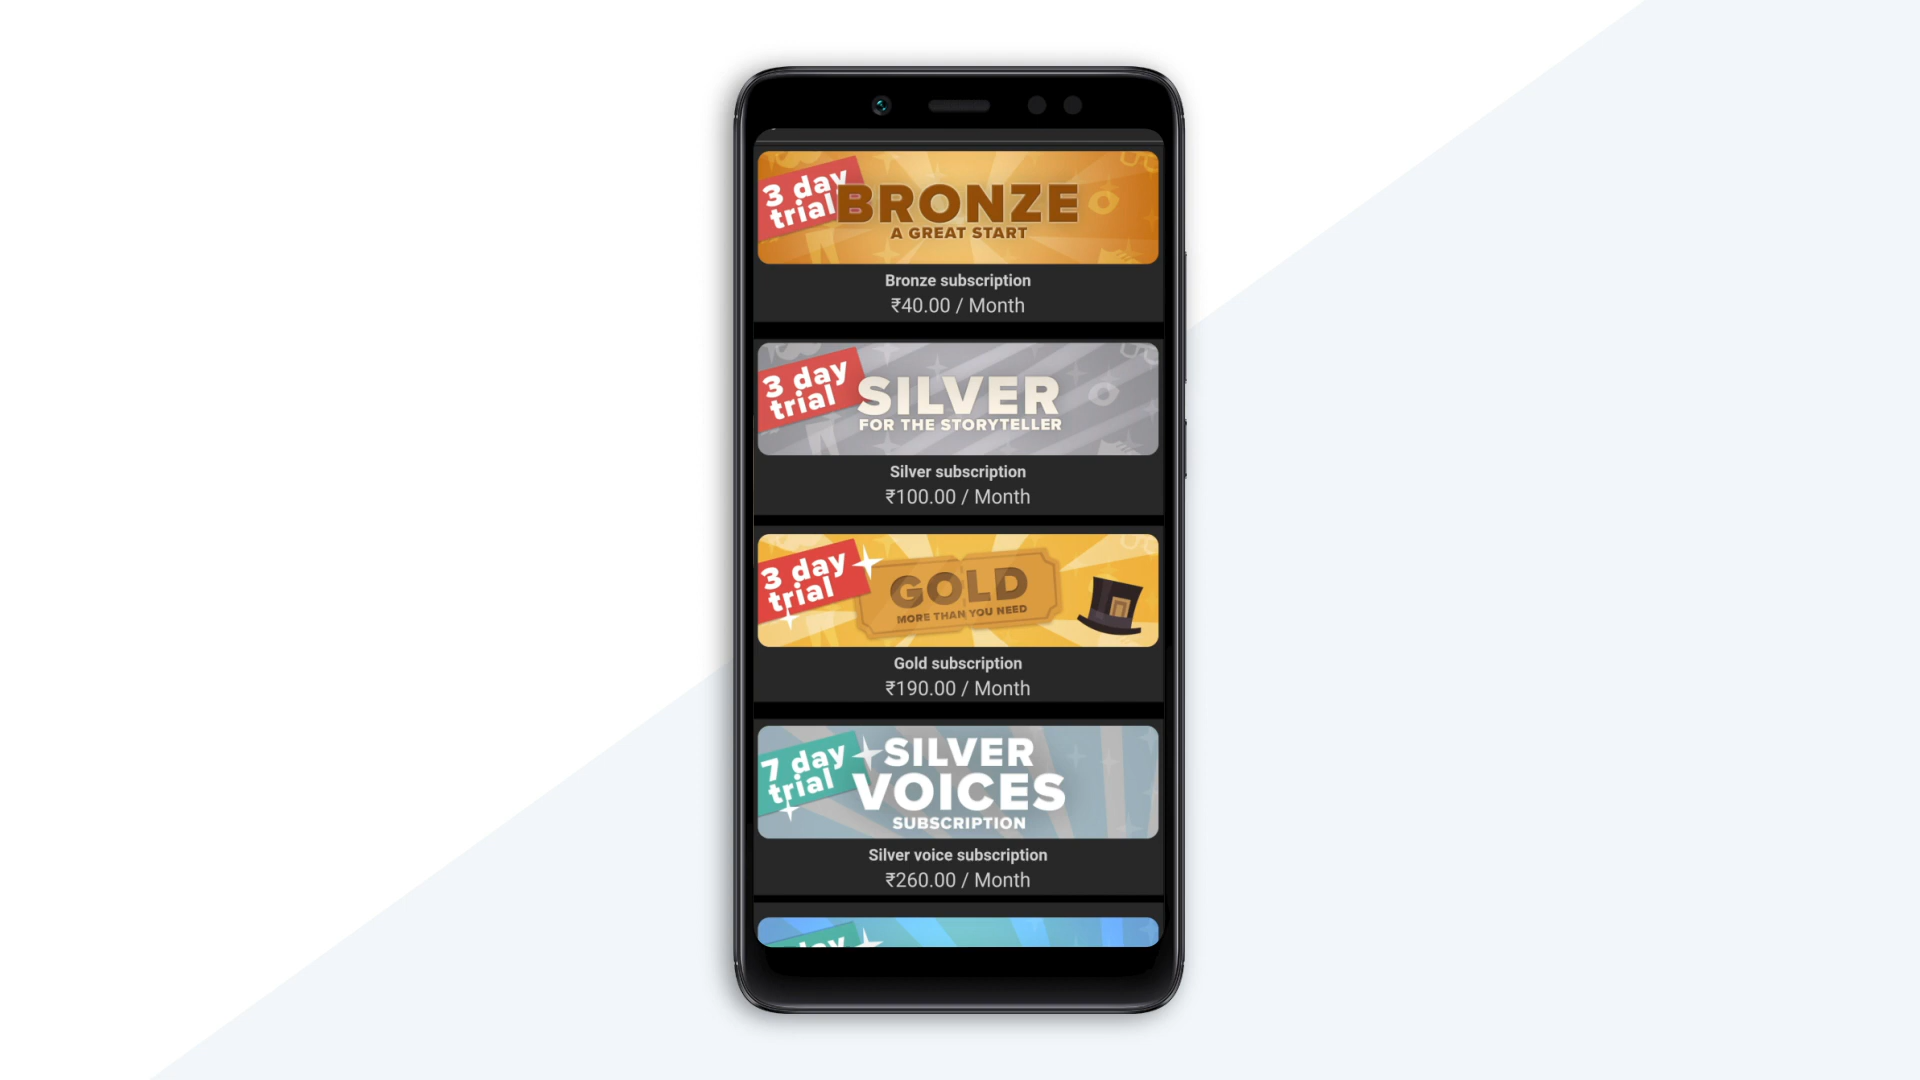 3 day
trial
BRONZE
A GREAT START
Bronze subscription
₹40.00 / Month
3 day
trial
SILVER
FOR THE STORYTELLER
Silver subscription
₹100.00 / Month
3 day
trial
GOLD
MORE THAN YOU NEED
Gold subscription
₹190.00 / Month
7 day
trial
SILVER
VOICES
SUBSCRIPTION
Silver voice subscription
₹260.00 / Month
day